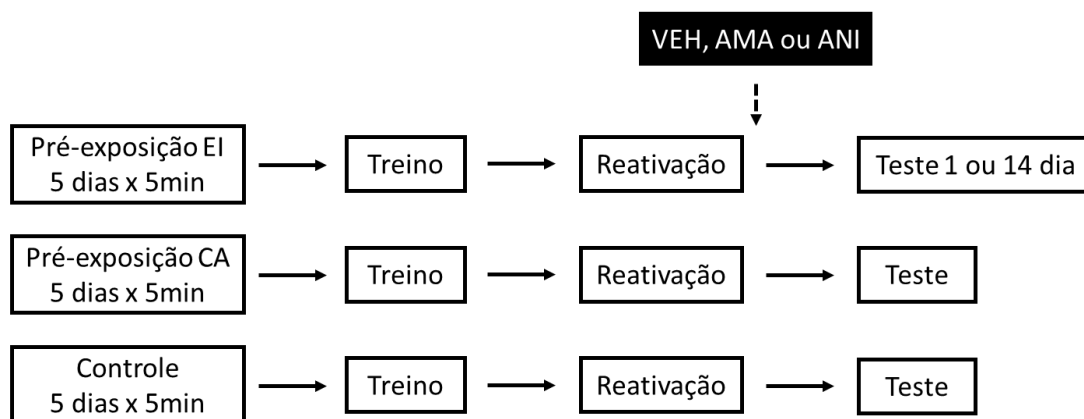 VEH, AMA ou ANI
Pré-exposição EI
5 dias x 5min
Treino
Reativação
Teste 1 ou 14 dia
Pré-exposição CA
5 dias x 5min
Treino
Reativação
Teste
Controle
5 dias x 5min
Treino
Reativação
Teste